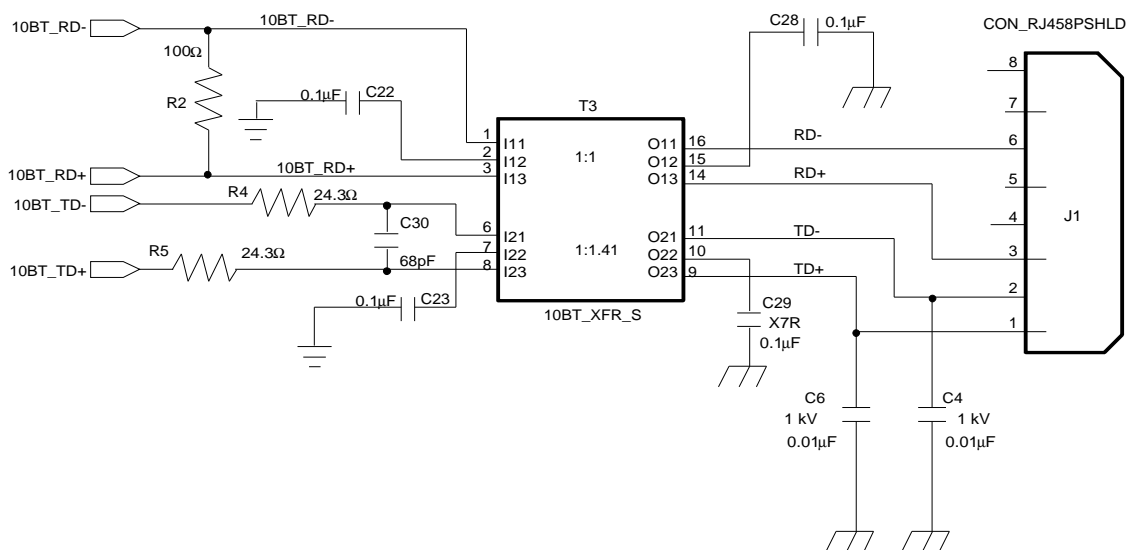 10BT_RD-
10BT_RD-
100Ω
R2
0.1µF
C22
10BT_RD+
10BT_RD+
10BT_TD-
R4
24.3Ω
C30
68pF
10BT_TD+
R5
24.3Ω
0.1µF
C23
T3
1:1
1:1.41
1
2
3
6
7
8
I11
I12
I13
I21
I22
I23
O11
O12
O13
O21
O22
O23
16
15
14
11
10
9
10BT_XFR_S
C28
0.1µF
RD-
RD+
TD-
TD+
C29
X7R
0.1µF
C6
1 kV
0.01µF
C4
1 kV
0.01µF
CON_RJ458PSHLD
8
7
6
5
4
3
2
1
J1